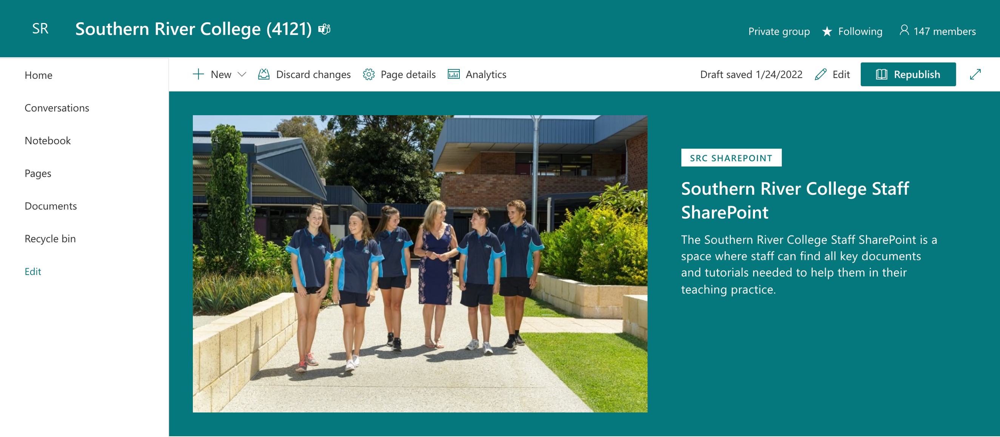 SR
Southern River College (4121)
Private group
Following
147 members
Home
Conversations
Notebook
Pages
Documents
Recycle bin
Edit
New
Discard changes
Page details
Analytics
Draft saved 1/24/2022
Edit
Republish
SRC SHAREPOINT
Southern River College Staff
SharePoint
The Southern River College Staff SharePoint is a
space where staff can find all key documents
and tutorials needed to help them in their
teaching practice.